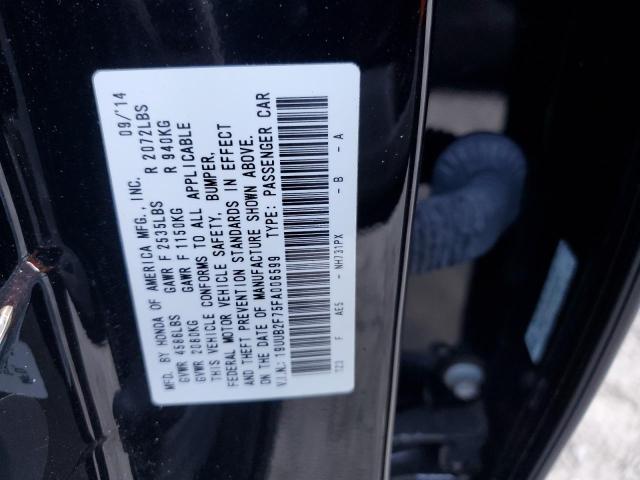 MFD. BY HONDA OF AMERICA MFG., INC. 09/'14
GVWR 4586LBS GAWR F 2535LBS R 2072LBS
GVWR 2080KG GAWR F 1150KG R 940KG
THIS VEHICLE CONFORMS TO ALL APPLICABLE
FEDERAL MOTOR VEHICLE SAFETY, BUMPER,
AND THEFT PREVENTION STANDARDS IN EFFECT
ON THE DATE OF MANUFACTURE SHOWN ABOVE.
V.I.N.: 19UUB2F75FA006599 TYPE: PASSENGER CAR
123 F AE5 - NH731PX - B - A